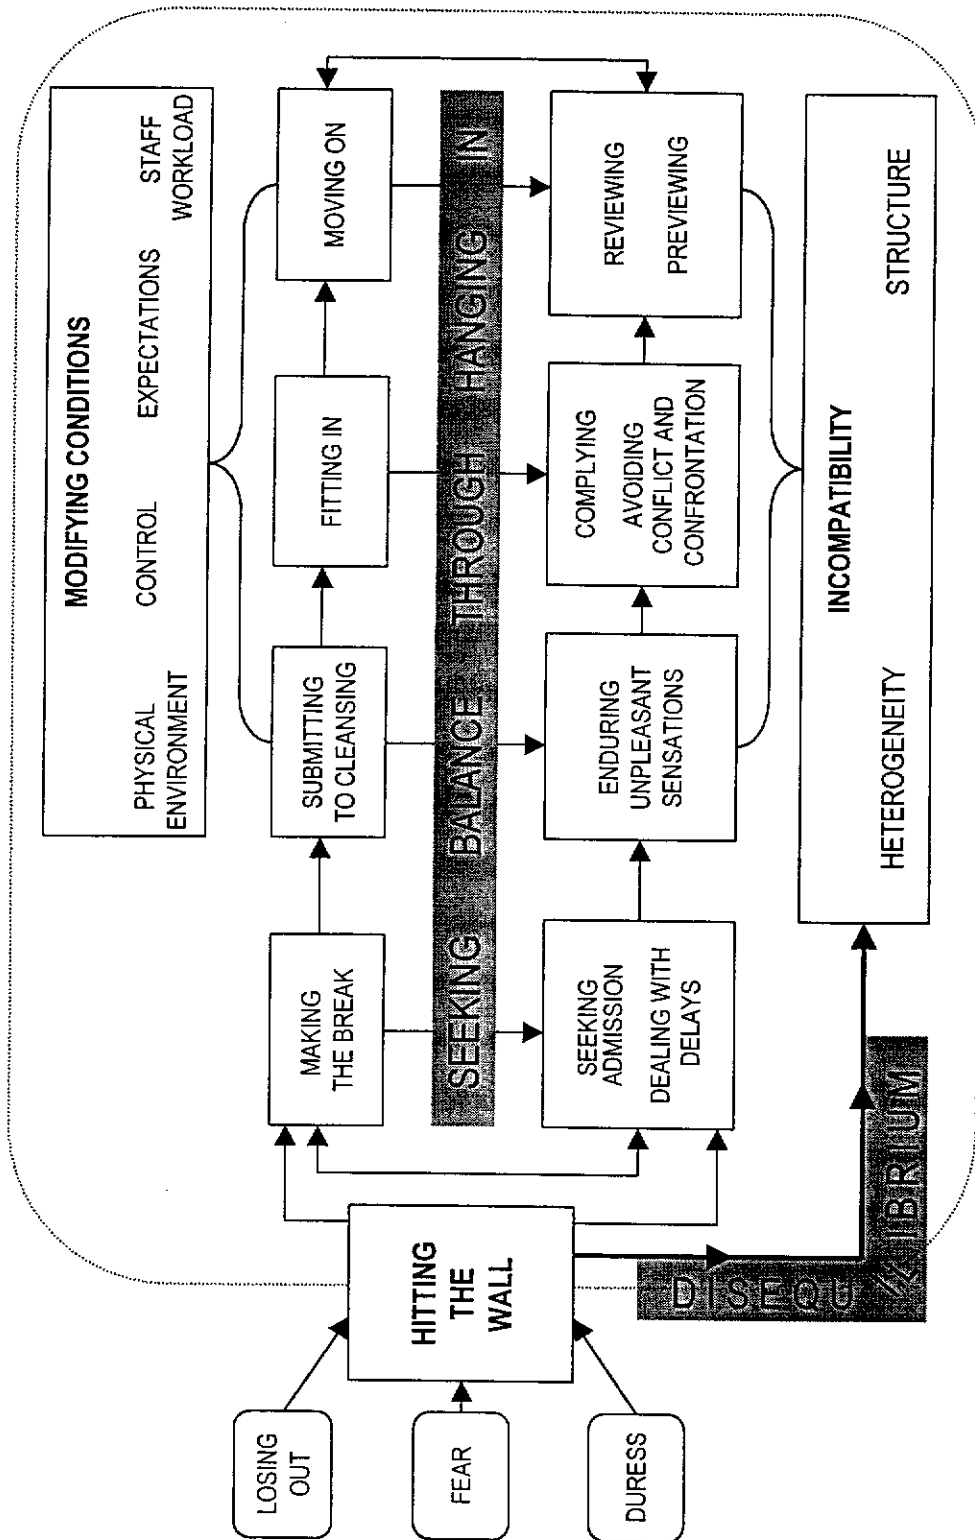 MODIFYING CONDITIONS
PHYSICAL
ENVIRONMENT
CONTROL
EXPECTATIONS
STAFF
WORKLOAD
LOSING
OUT
FEAR
DURESS
HITTING
THE
WALL
MAKING
THE BREAK
SUBMITTING
TO CLEANSING
FITTING IN
MOVING ON
SEEKING BALANCE THROUGH HANGING IN
SEEKING
ADMISSION
DEALING WITH
DELAYS
ENDURING
UNPLEASANT
SENSATIONS
COMPLYING
AVOIDING
CONFLICT AND
CONFRONTATION
REVIEWING
PREVIEWING
DISEQUILIBRIUM
INCOMPATIBILITY
HETEROGENEITY
STRUCTURE